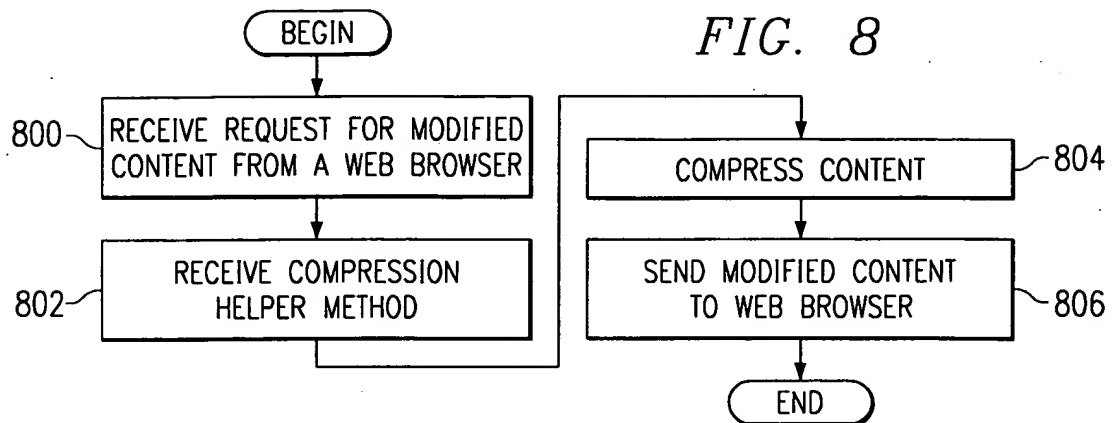 FIG. 8
BEGIN
800
RECEIVE REQUEST FOR MODIFIED
CONTENT FROM A WEB BROWSER
802
RECEIVE COMPRESSION
HELPER METHOD
COMPRESS CONTENT
804
SEND MODIFIED CONTENT
TO WEB BROWSER
806
END